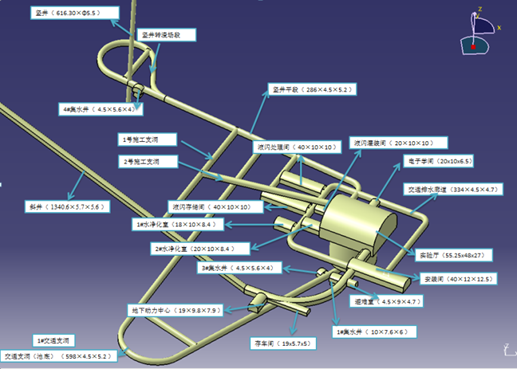 竖井（616.30×Φ5.5）
竖井转渣场段
4#集水井（4.5×5.6×4）
竖井平段（286×4.5×5.2）
1号施工支洞
2号施工支洞
液闪处理间（40×10×10）
液闪灌装间（20×10×10）
电子学间（20x10x6.5）
交通排水廊道（334×4.5×4.7）
斜井（1340.6×5.7×5.6）
液闪存储间（40×10×10）
1#水净化室（18×10×8.4）
2#水净化室（20×10×8.4）
实验厅（55.25x48x27）
3#集水井（4.5×5.6×4）
安装间（40×12×12.5）
避难室（4.5×9×4.7）
地下动力中心（19×9.8×7.9）
1#集水井（10×7.6×6）
存车间（19x5.7x5）
1#交通支洞
交通支洞（池底）（598×4.5×5.2）
z
x